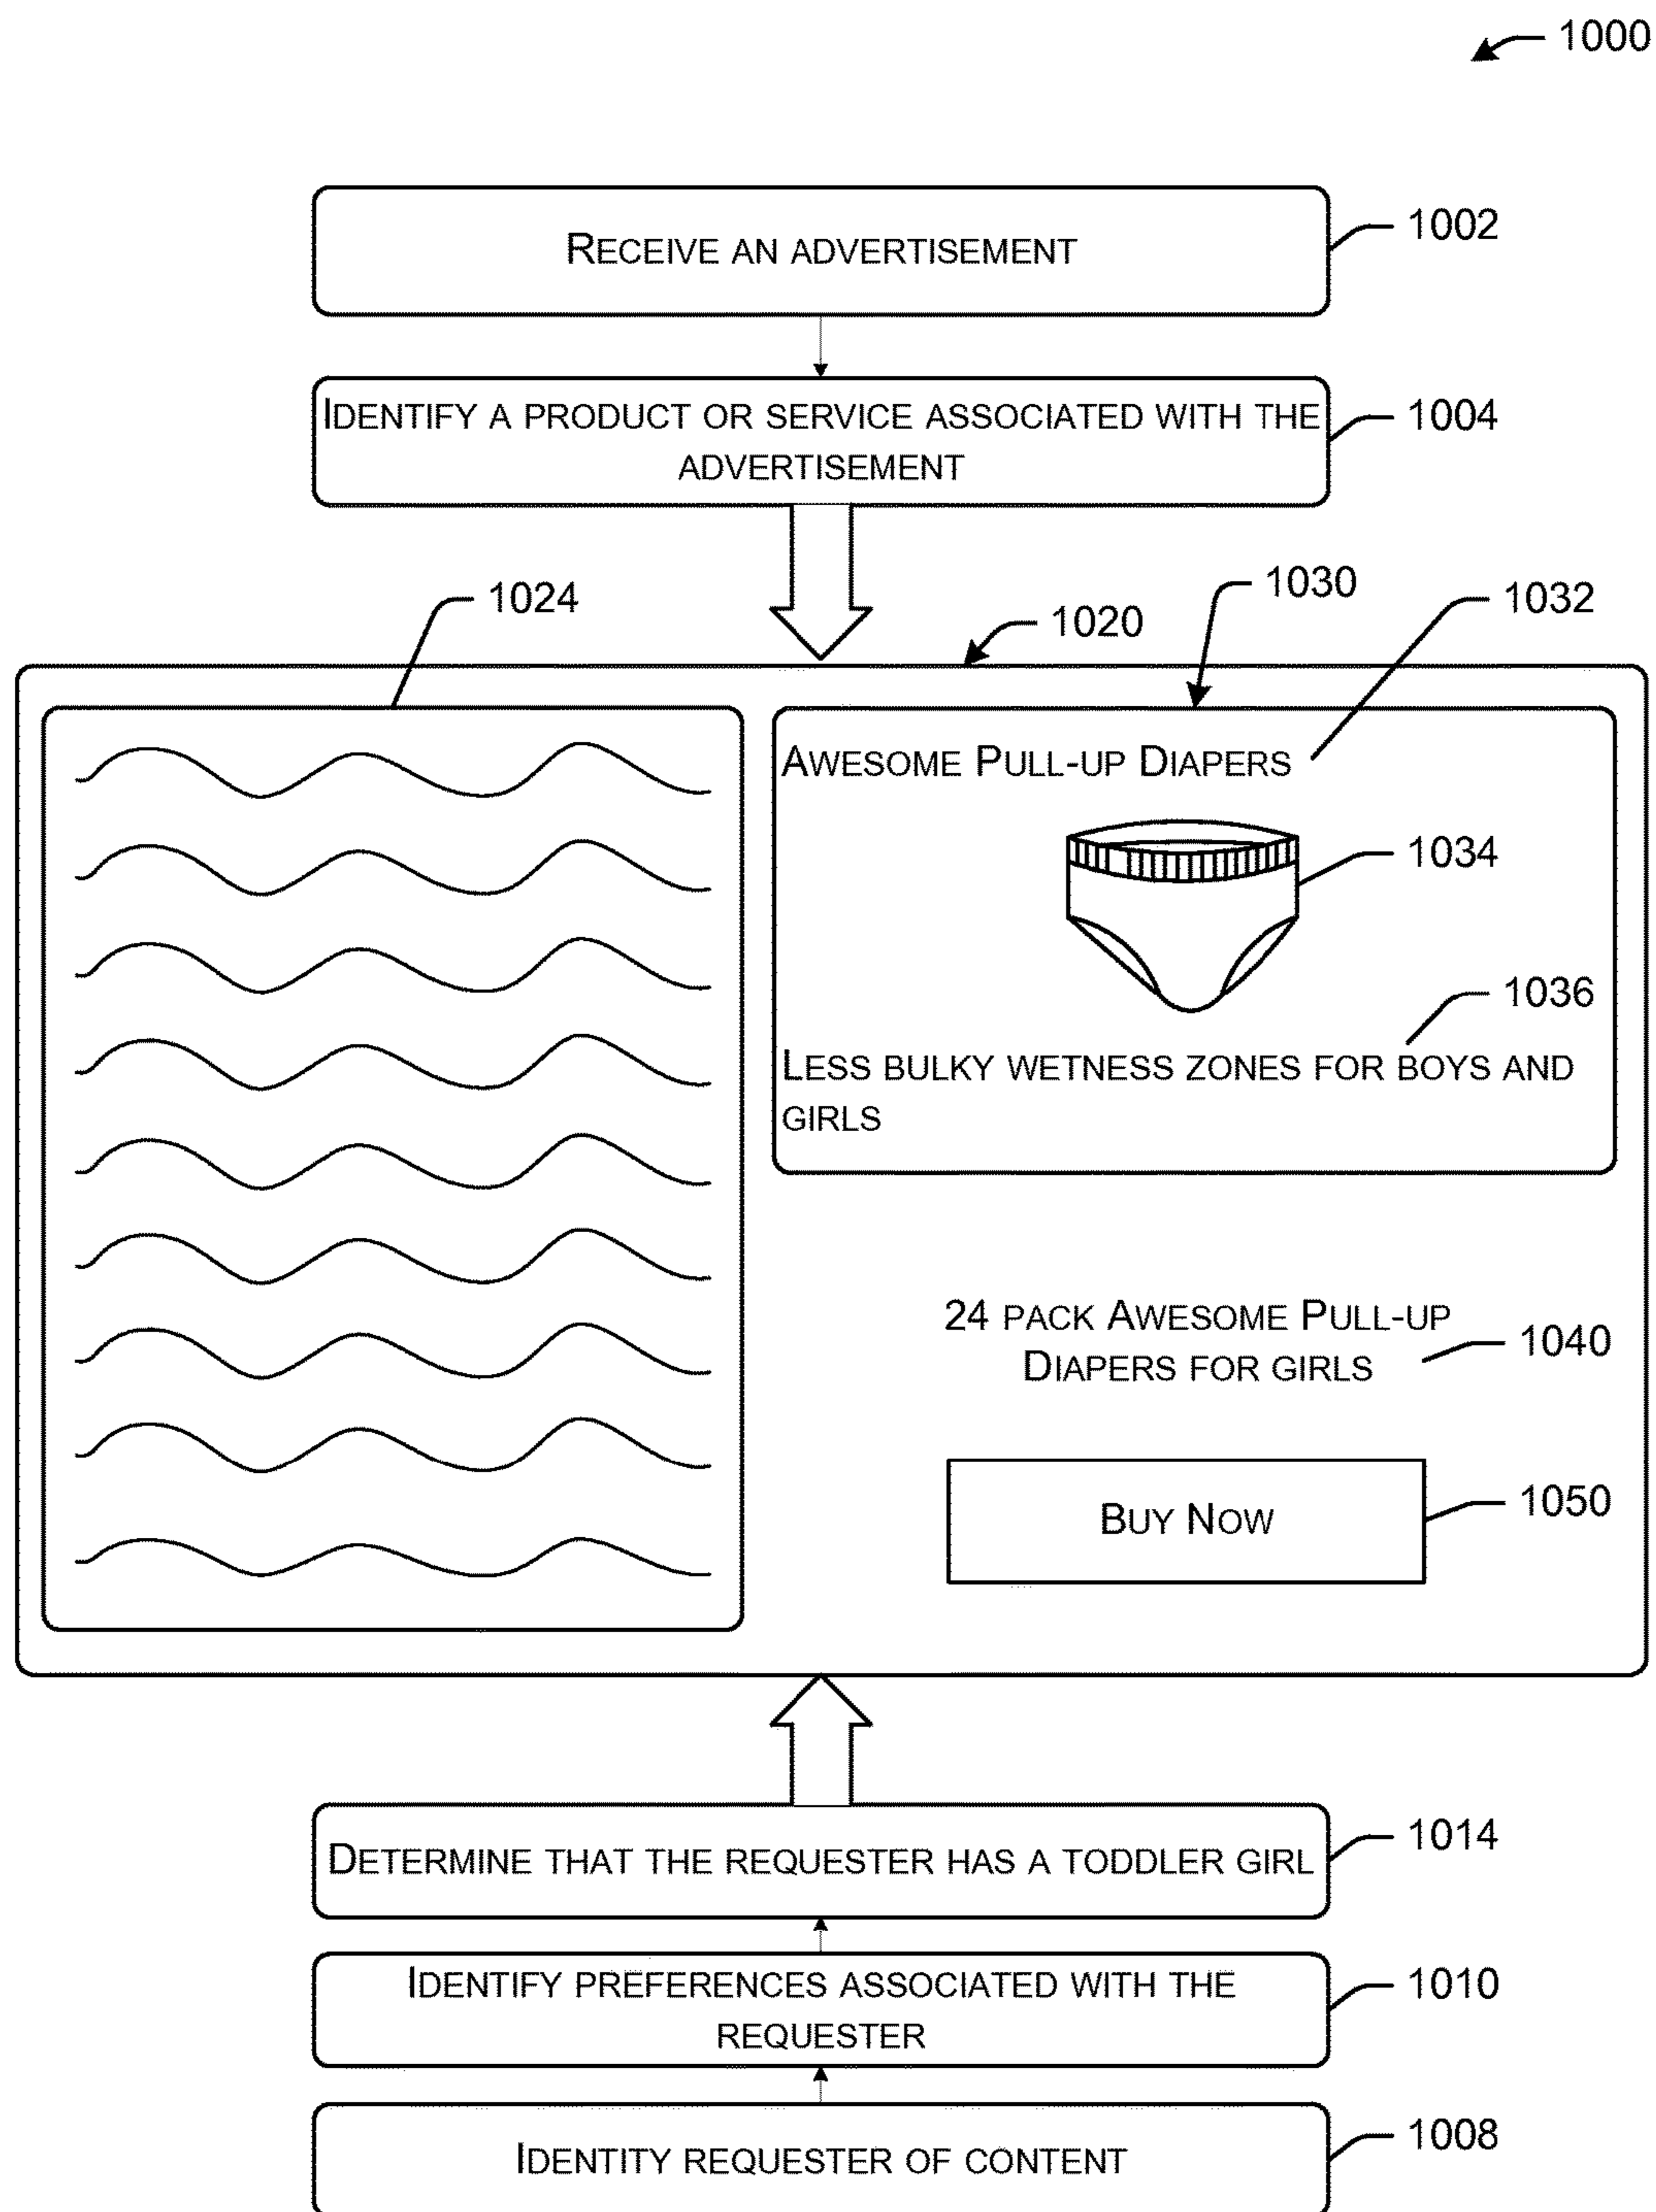 1000
RECEIVE AN ADVERTISEMENT
1002
IDENTIFY A PRODUCT OR SERVICE ASSOCIATED WITH THE
ADVERTISEMENT
1004
1024
1020
1030
1032
AWESOME PULL-UP DIAPERS
1034
1036
LESS BULKY WETNESS ZONES FOR BOYS AND
GIRLS
24 PACK AWESOME PULL-UP
DIAPERS FOR GIRLS
1040
BUY NOW
1050
DETERMINE THAT THE REQUESTER HAS A TODDLER GIRL
1014
IDENTIFY PREFERENCES ASSOCIATED WITH THE
REQUESTER
1010
IDENTITY REQUESTER OF CONTENT
1008